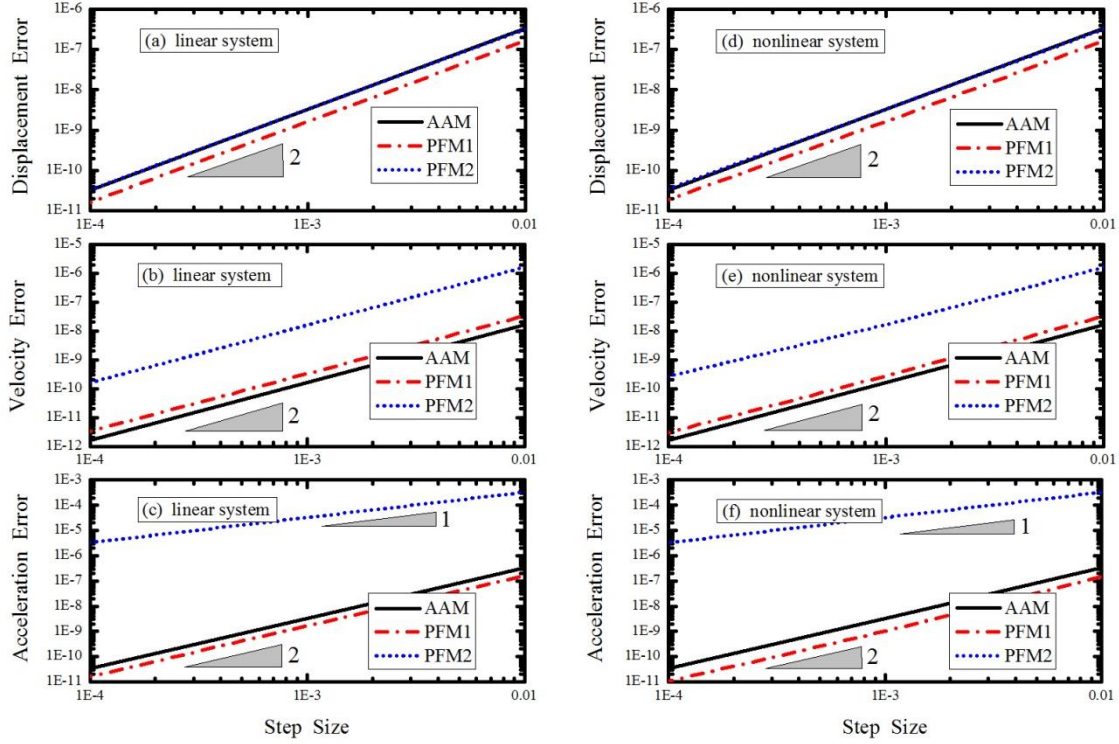 Displacement Error
1E-6
1E-7
1E-8
1E-9
1E-10
1E-11
(a) linear system
AAM
PFM1
PFM2
2
1E-4
1E-3
0.01
Displacement Error
1E-6
1E-7
1E-8
1E-9
1E-10
1E-11
(d) nonlinear system
AAM
PFM1
PFM2
2
1E-4
1E-3
0.01
Velocity Error
1E-5
1E-6
1E-7
1E-8
1E-9
1E-10
1E-11
1E-12
(b) linear system
AAM
PFM1
PFM2
2
1E-4
1E-3
0.01
Velocity Error
1E-5
1E-6
1E-7
1E-8
1E-9
1E-10
1E-11
1E-12
(e) nonlinear system
AAM
PFM1
PFM2
2
1E-4
1E-3
0.01
Acceleration Error
1E-3
1E-4
1E-5
1E-6
1E-7
1E-8
1E-9
1E-10
1E-11
(c) linear system
1
AAM
PFM1
PFM2
2
1E-4
1E-3
0.01
Step Size
Acceleration Error
1E-3
1E-4
1E-5
1E-6
1E-7
1E-8
1E-9
1E-10
1E-11
(f) nonlinear system
1
AAM
PFM1
PFM2
2
1E-4
1E-3
0.01
Step Size